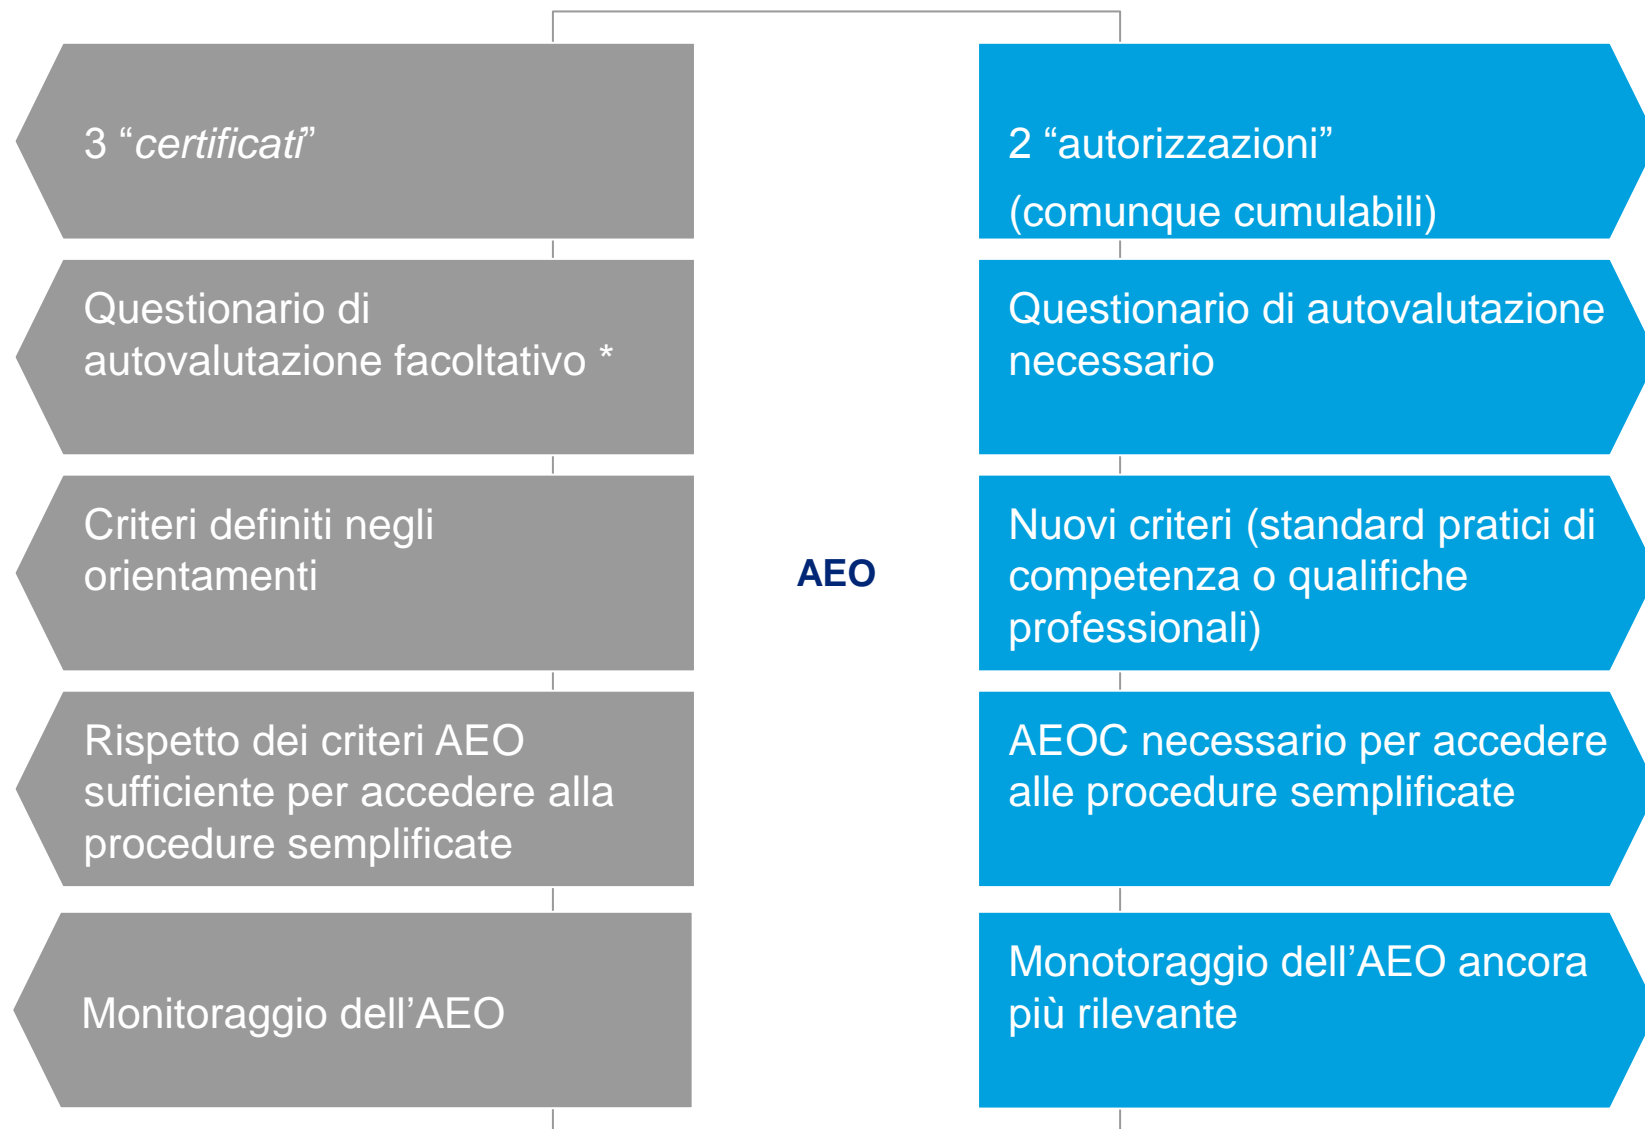 3 “certificati”
2 “autorizzazioni”
(comunque cumulabili)
Questionario di
autovalutazione facoltativo *
Questionario di autovalutazione
necessario
Criteri definiti negli
orientamenti
AEO
Nuovi criteri (standard pratici di
competenza o qualifiche
professionali)
Rispetto dei criteri AEO
sufficiente per accedere alla
procedure semplificate
AEOC necessario per accedere
alle procedure semplificate
Monitoraggio dell’AEO
Monotoraggio dell’AEO ancora
più rilevante